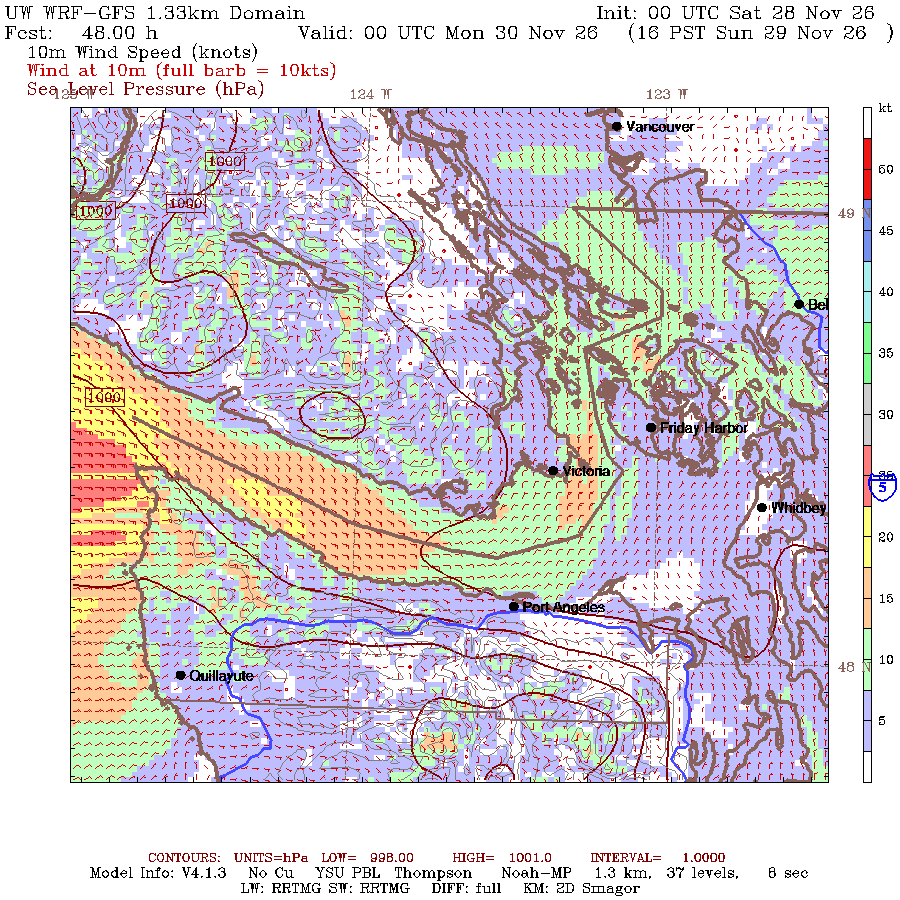 UW WRF-GFS 1.33km Domain Init: 00 UTC Sat 28 Nov 26
Fcst: 48.00 h Valid: 00 UTC Mon 30 Nov 26 (16 PST Sun 29 Nov 26 )
10m Wind Speed (knots)
Wind at 10m (full barb = 10kts)
Sea Level Pressure (hPa)
125 W 124 W 123 W
kt
Vancouver
60
1000
1000
1000
49 N
45
40
Bel
35
1000
30
Friday Harbor
Victoria
25
5
Whidbey
20
15
Port Angeles
10
48 N
Quillayute
5
CONTOURS: UNITS=hPa LOW= 998.00 HIGH= 1001.0 INTERVAL= 1.0000
Model Info: V4.1.3 No Cu YSU PBL Thompson Noah-MP 1.3 km, 37 levels, 8 sec
LW: RRTMG SW: RRTMG DIFF: full KM: 2D Smagor